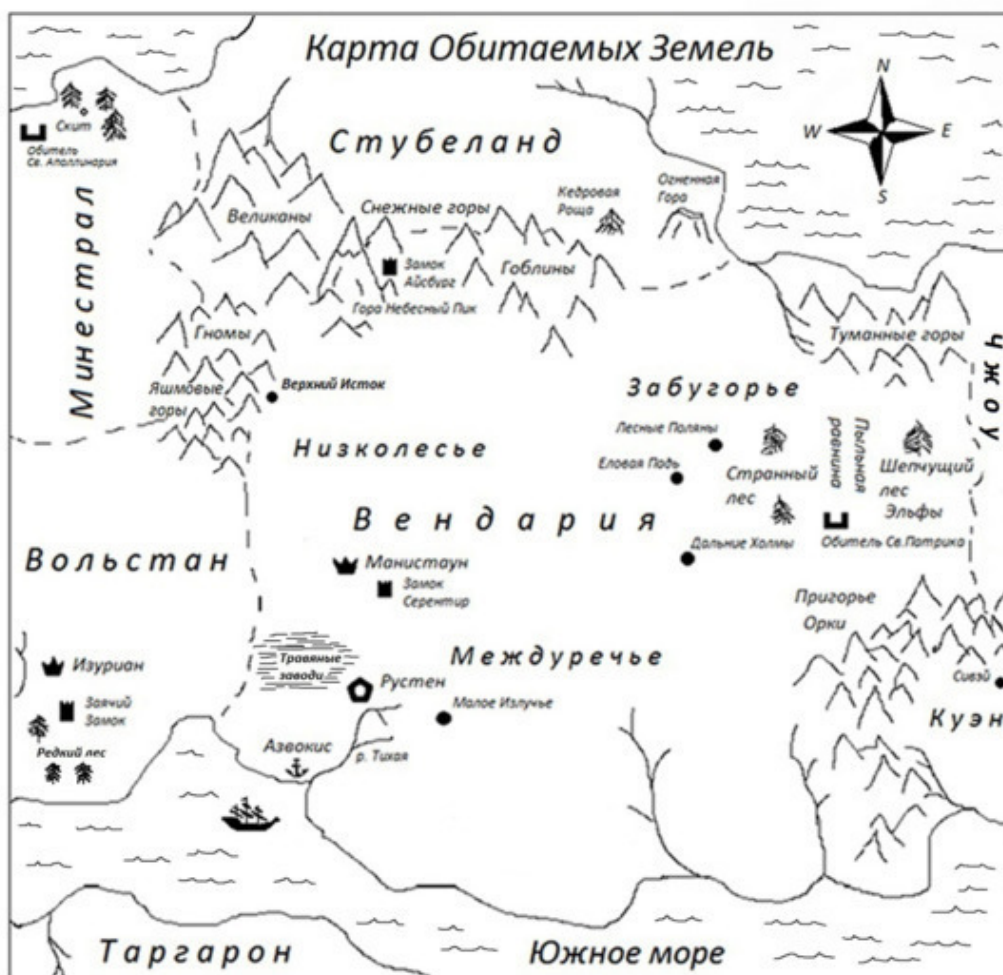 Карта Обитаемых Земель
N
W
E
S
Скит
Обитель
Св. Аполлинария
Стубеланд
Минестрал
Великаны
Снежные горы
Кедровая
Роща
Огненная
Гора
Замок
Айсбург
Гоблины
Гора Небесный Пик
Гномы
Туманные горы
Чжоу
Яшмовые
горы
Верхний Исток
Забугорье
Низколесье
Лесные Поляны
Еловая Падь
Странный
лес
Пыльная
равнина
Шепчущий
лес
Эльфы
Вендария
Обитель Св.Патрика
Дальние Холмы
Вольстан
Манистаун
Замок
Серентир
Пригорье
Орки
Травяные
заводи
Междуречье
Изуриан
Рустен
Сивэй
Заячий
Замок
Малое Излучье
Куэн
Редкий лес
Азвокис
р. Тихая
Таргарон
Южное море